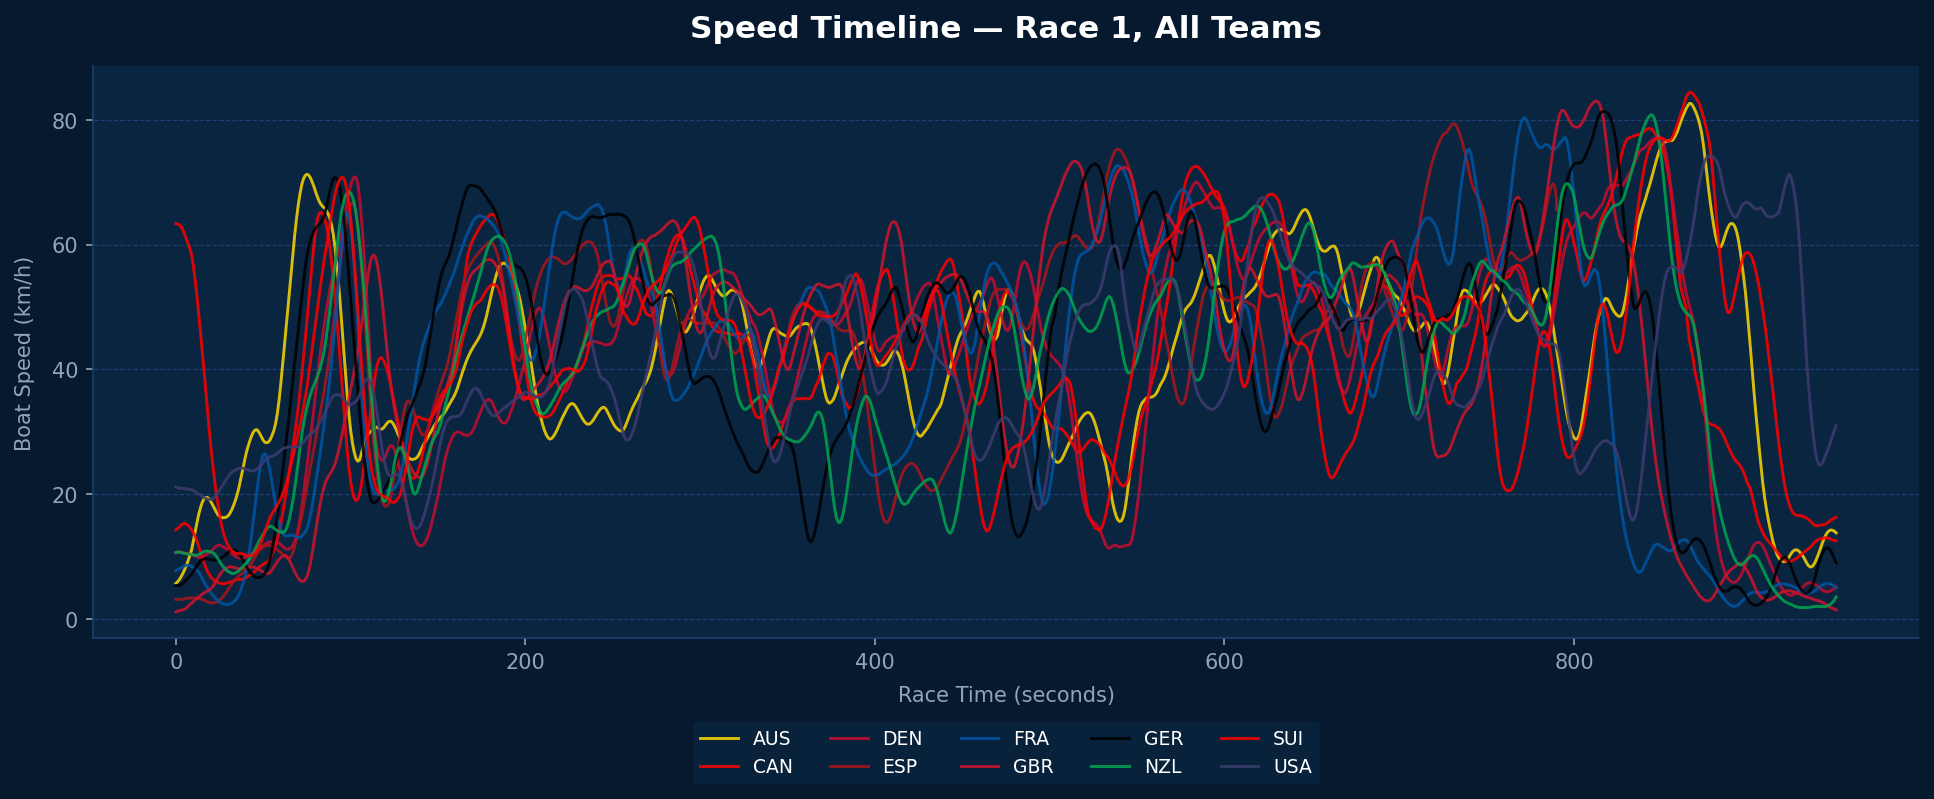 Speed Timeline — Race 1, All Teams
Boat Speed (km/h)
80
60
40
20
0
0 200 400 600 800
Race Time (seconds)
AUS DEN FRA GER SUI
CAN ESP GBR NZL USA